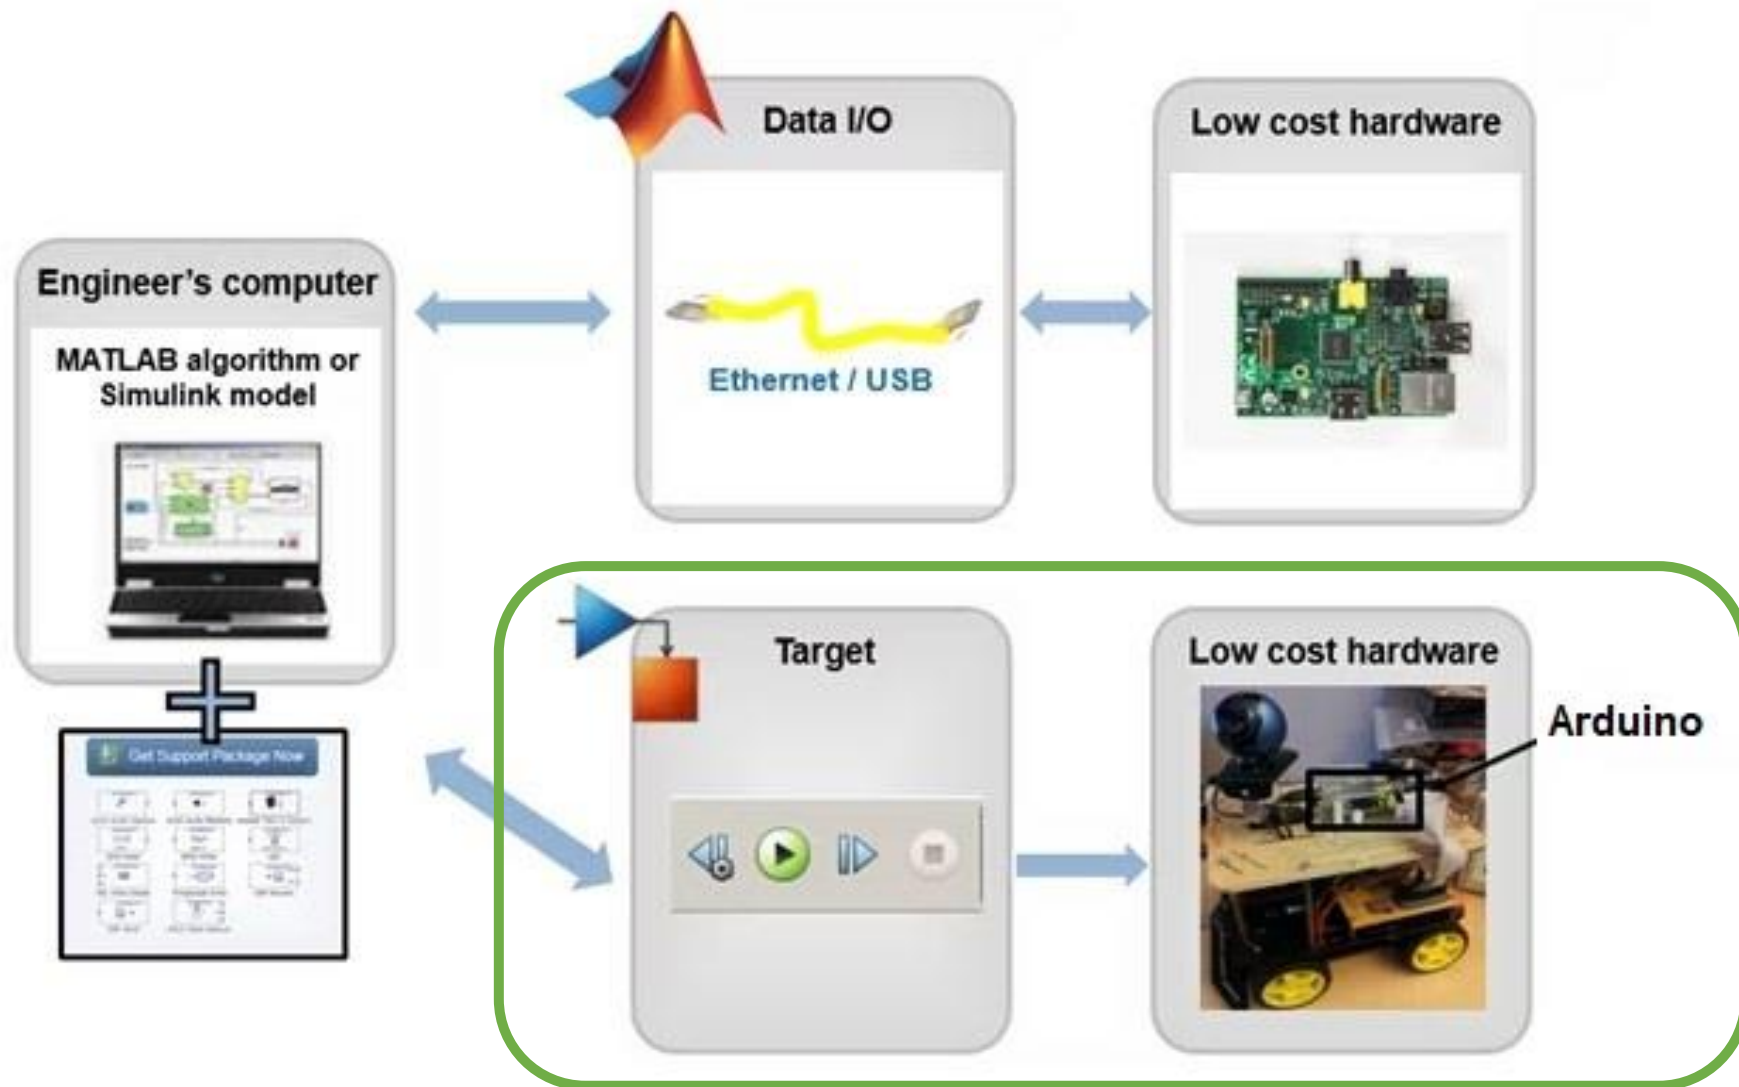 Data I/O
Low cost hardware
Engineer's computer
MATLAB algorithm or
Simulink model
Ethernet / USB
Get Support Package Now
Target
Low cost hardware
Arduino